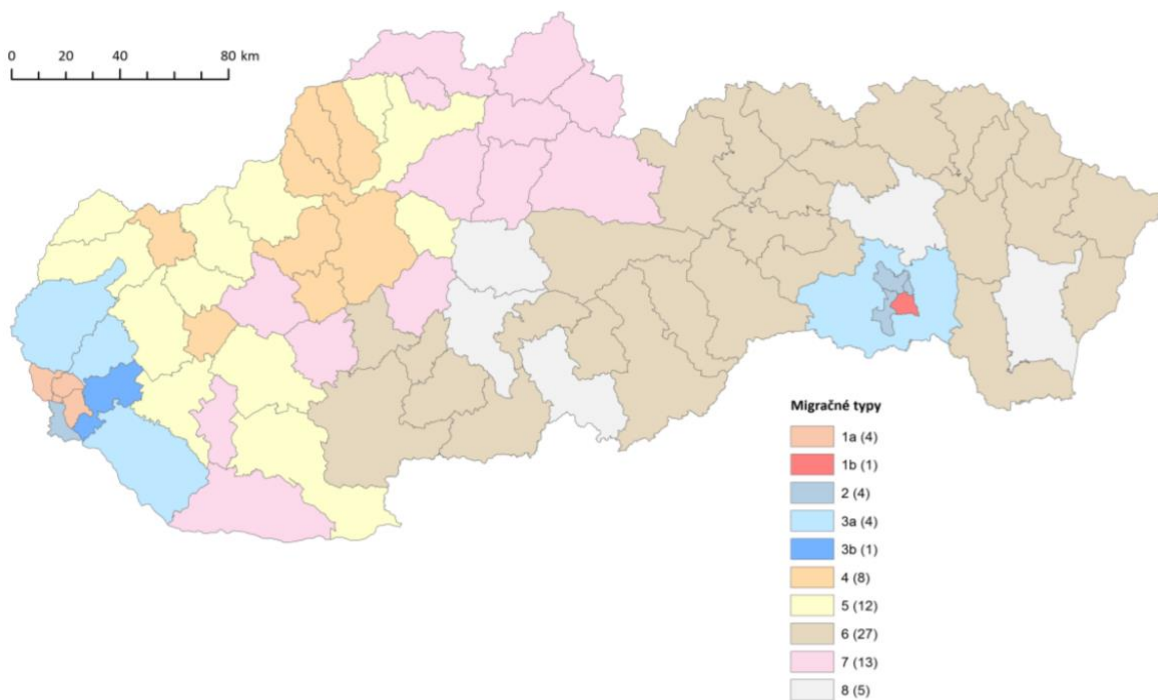 0 20 40 80 km
Migračné typy
1a (4)
1b (1)
2 (4)
3a (4)
3b (1)
4 (8)
5 (12)
6 (27)
7 (13)
8 (5)